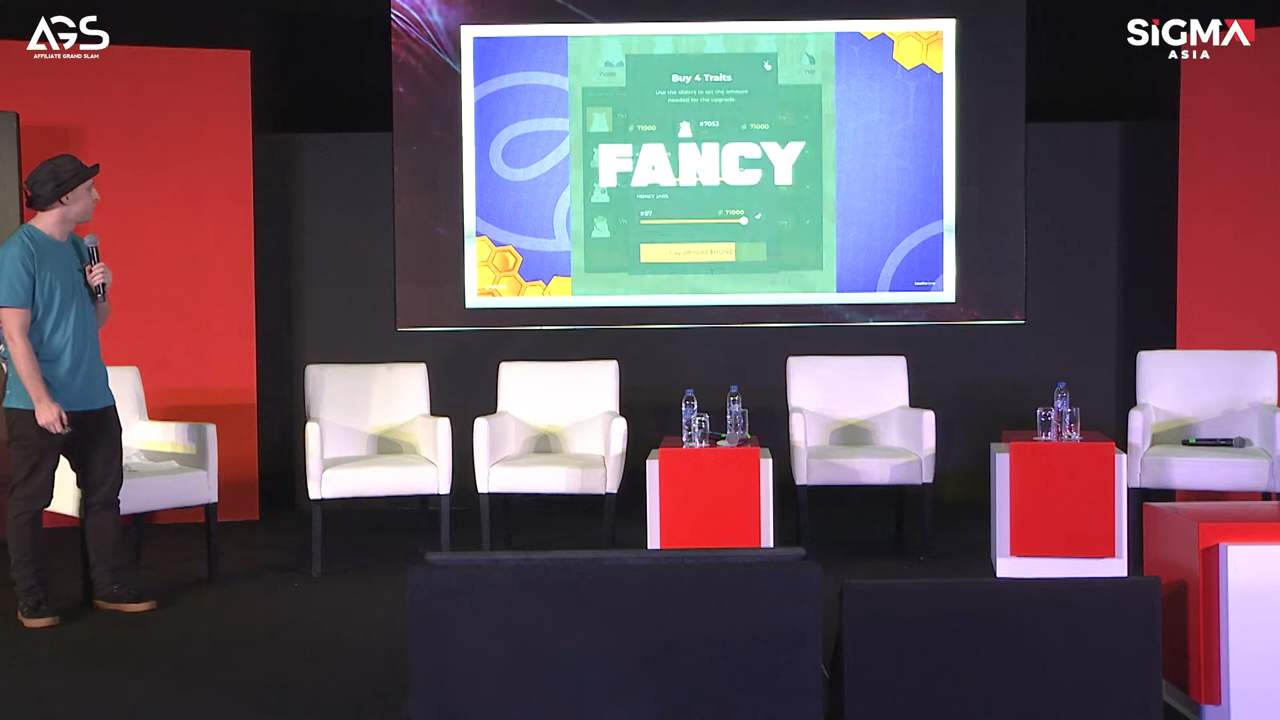 AGS
AFFILIATE GRAND SLAM
SiGMA
ASIA
Buy 4 Traits
Use the sliders to set the amount
needed for the upgrade.
71000
#7053
71000
FANCY
HONEY JARS
#87
71000